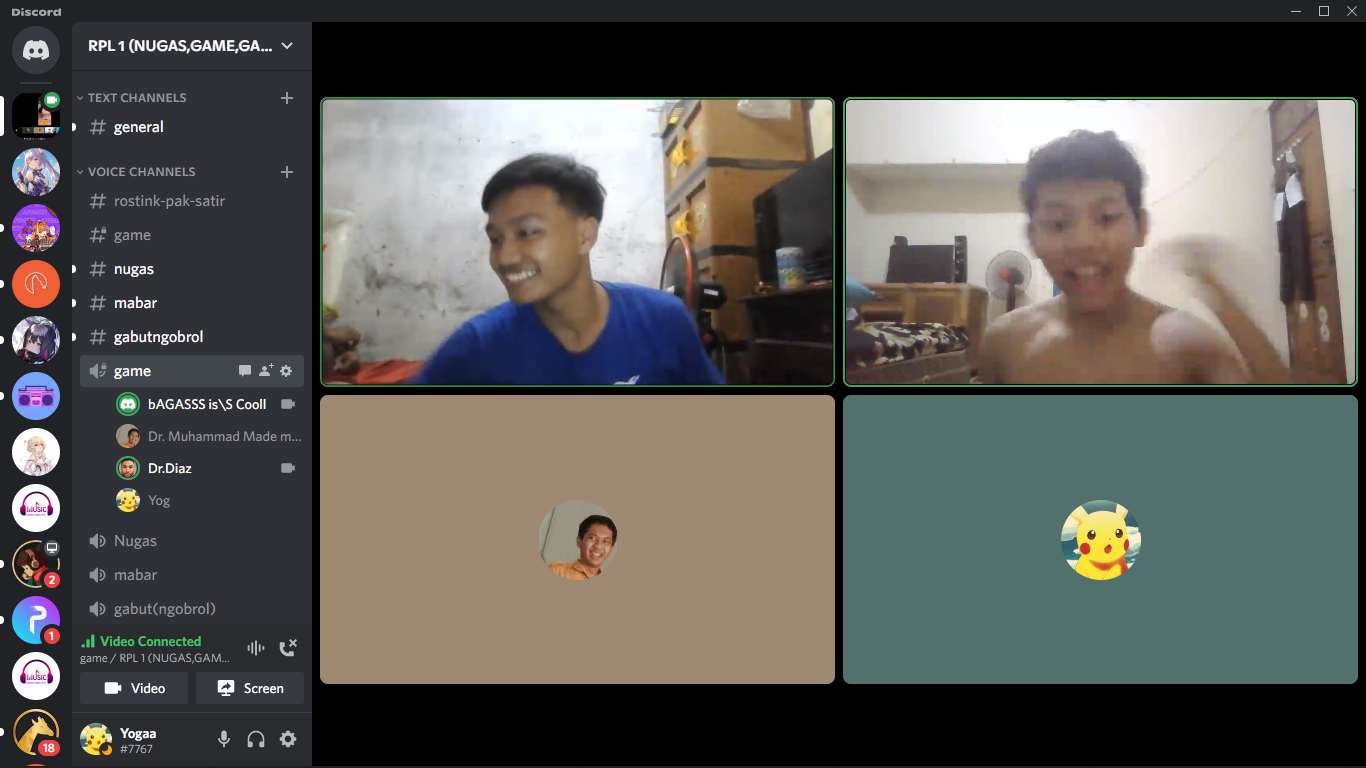 Discord
RPL 1 (NUGAS,GAME,GA...
TEXT CHANNELS
general
VOICE CHANNELS
rostink-pak-satir
game
nugas
mabar
gabutngobrol
game
bAGASSS is\S Cooll
Dr. Muhammad Made m...
Dr.Diaz
Yog
Nugas
mabar
gabut(ngobrol)
Video Connected
game / RPL 1 (NUGAS,GAM...
Video
Screen
Yogaa
#7767
MUSIC
2
1
MUSIC
18